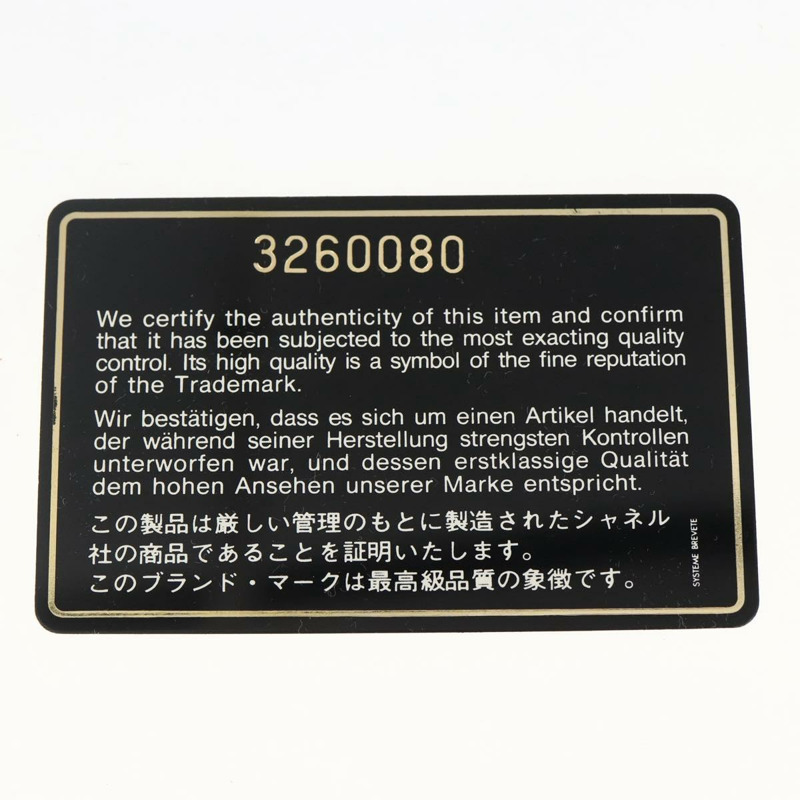 3260080
We certify the authenticity of this item and confirm
that it has been subjected to the most exacting quality
control. Its high quality is a symbol of the fine reputation
of the Trademark.
Wir bestätigen, dass es sich um einen Artikel handelt,
der während seiner Herstellung strengsten Kontrollen
unterworfen war, und dessen erstklassige Qualität
dem hohen Ansehen unserer Marke entspricht.
この製品は厳しい管理のもとに製造されたシャネル
社の商品であることを証明いたします。
このブランド・マークは最高級品質の象徴です。
SYSTEME BREVETE